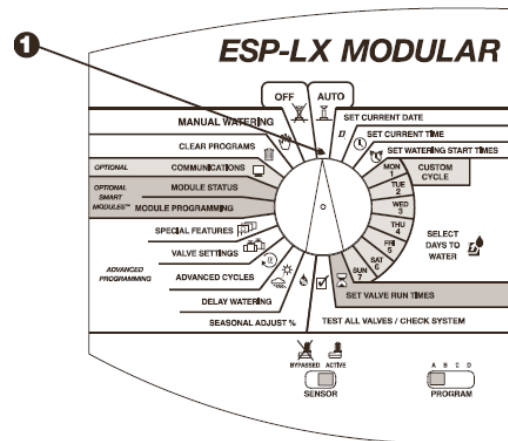 1
ESP-LX MODULAR
OFF
AUTO
MANUAL WATERING
SET CURRENT DATE
CLEAR PROGRAMS
SET CURRENT TIME
SET WATERING START TIMES
OPTIONAL
COMMUNICATIONS
MON
1
CUSTOM
CYCLE
OPTIONAL
SMART
MODULES™
MODULE STATUS
TUE
2
MODULE PROGRAMMING
WED
3
SPECIAL FEATURES
THU
4
SELECT
DAYS TO
WATER
VALVE SETTINGS
FRI
5
ADVANCED
PROGRAMMING
ADVANCED CYCLES
SAT
6
SUN
7
DELAY WATERING
SET VALVE RUN TIMES
SEASONAL ADJUST %
TEST ALL VALVES / CHECK SYSTEM
BYPASSED ACTIVE
SENSOR
A B C D
PROGRAM